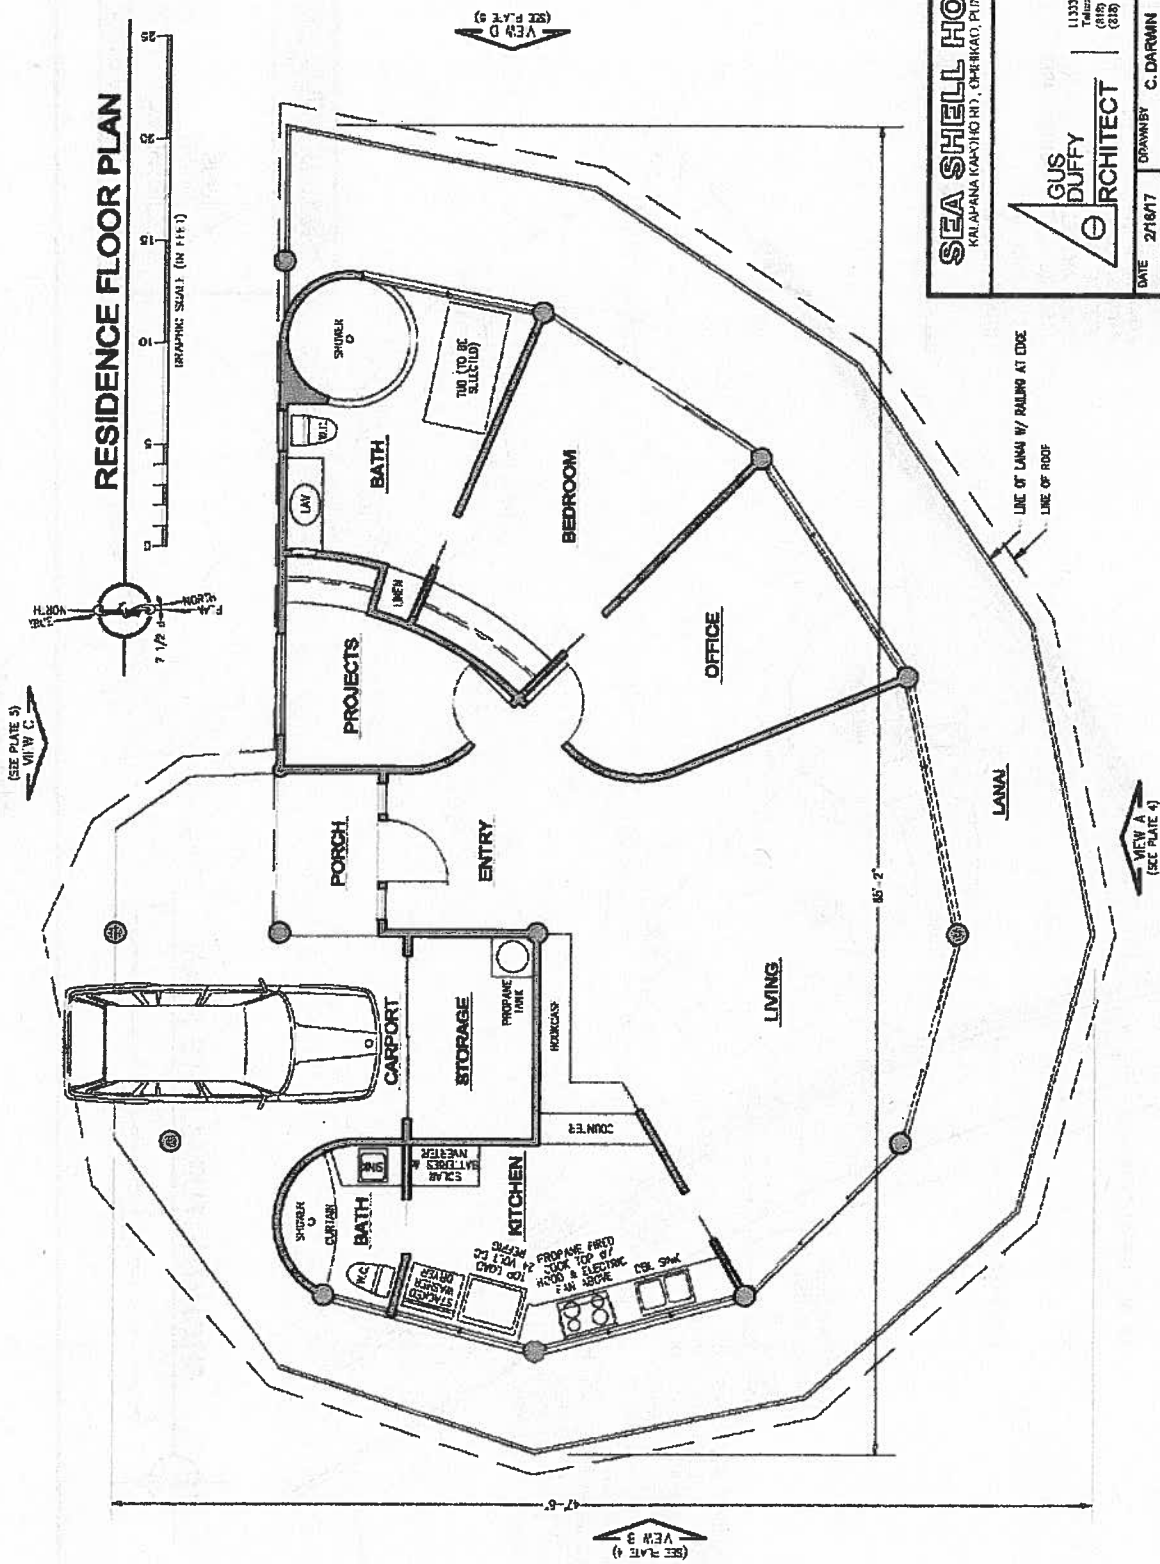 RESIDENCE FLOOR PLAN
0 5 10 15 20 25
GRAPHIC SCALE (IN FEET)
TRUE
NORTH
PLAN
NORTH
7 1/2
(SEE PLATE 5)
VIEW C
VIEW D
(SEE PLATE 5)
SHOWER
TUB (TO BE
SELECTED)
W.C.
LAV
BATH
LINEN
BEDROOM
PROJECTS
OFFICE
PORCH
ENTRY
LANAI
LIVING
CARPORT
STORAGE
PROPANE
TANK
BOOKCASE
COUNTER
SINK
SOLAR
BATTERIES &
INVERTER
SHOWER
CURTAIN
BATH
W.C.
KITCHEN
STACKED
WASHER
DRYER
TOP LOAD
24 VOLT DC
REFRIG
PROPANE FIRED
COOK TOP W/
HOOD & ELECTRIC
FAN ABOVE
DBL SINK
65'-2"
47'-6"
LINE OF LANAI W/ RAILING AT EDGE
LINE OF ROOF
VIEW A
(SEE PLATE 4)
VIEW B
(SEE PLATE 4)
SEA SHELL HO
KALAPANA KAPOHO RD, OPIHIKAO, PU
GUS
DUFFY
RCHITECT
11333
(818)
(818)
DATE 2/16/17
DRAWN BY C. DARWIN